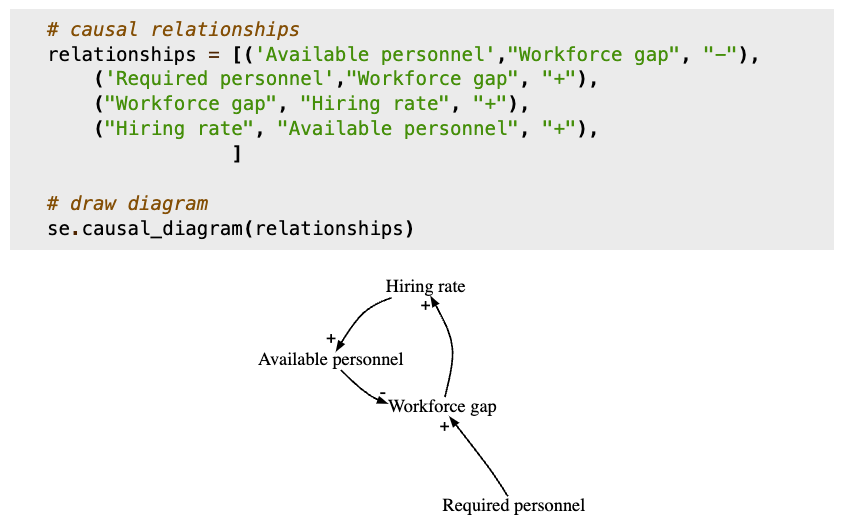 # causal relationships
relationships = [('Available personnel',"Workforce gap", "-"),
    ('Required personnel',"Workforce gap", "+"),
    ("Workforce gap", "Hiring rate", "+"),
    ("Hiring rate", "Available personnel", "+"),
                ]
# draw diagram
se.causal_diagram(relationships)
Hiring rate
+
+
Available personnel
-
Workforce gap
+
Required personnel